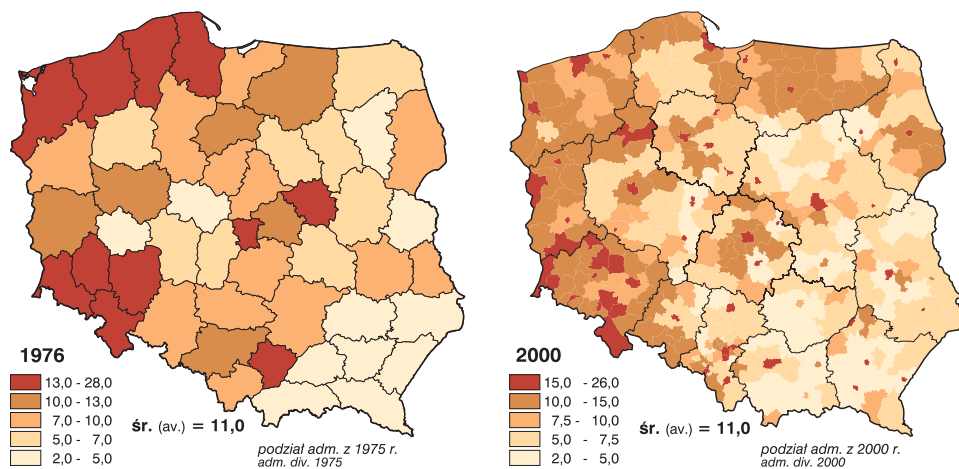 1976
13,0 - 28,0
10,0 - 13,0
7,0 - 10,0
5,0 - 7,0
2,0 - 5,0
śr. (av.) = 11,0
podział adm. z 1975 r.
adm. div. 1975
2000
15,0 - 26,0
10,0 - 15,0
7,5 - 10,0
5,0 - 7,5
2,0 - 5,0
śr. (av.) = 11,0
podział adm. z 2000 r.
adm. div. 2000